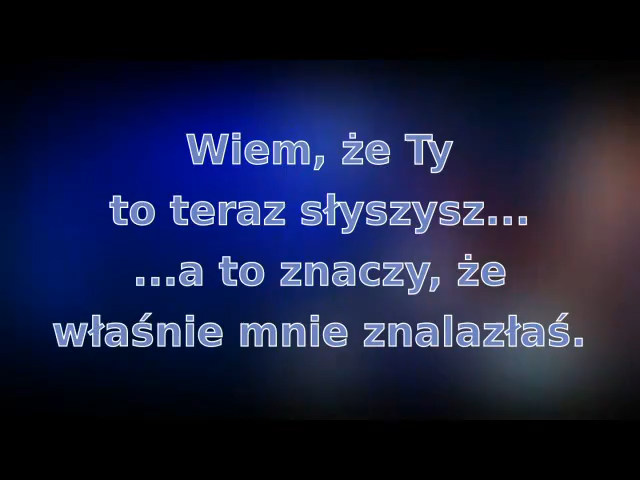 Wiem, że Ty
to teraz słyszysz...
...a to znaczy, że
właśnie mnie znalazłaś.